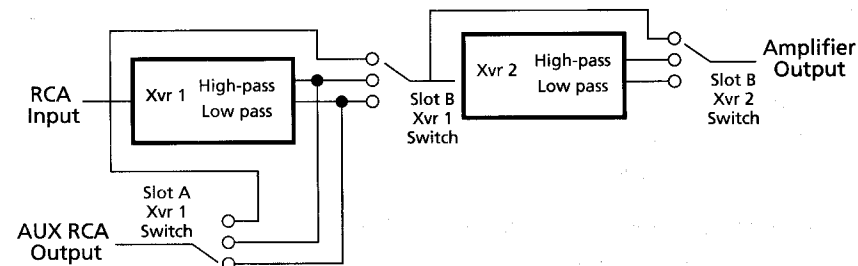 RCA
Input
Xvr 1
High-pass
Low pass
Slot B
Xvr 1
Switch
Xvr 2
High-pass
Low pass
Slot B
Xvr 2
Switch
Amplifier
Output
Slot A
Xvr 1
Switch
AUX RCA
Output